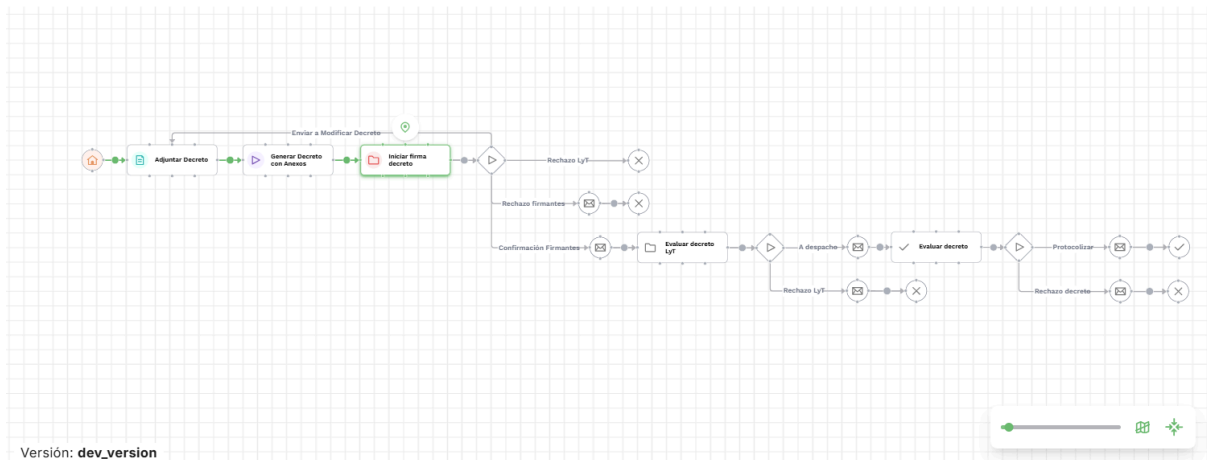 Enviar a Modificar Decreto
Adjuntar Decreto
Generar Decreto
con Anexos
Iniciar firma
decreto
Rechazo LyT
Rechazo firmantes
Confirmación Firmantes
Evaluar decreto
LyT
A despacho
Evaluar decreto
Protocolizar
Rechazo LyT
Rechazo decreto
Versión: dev_version